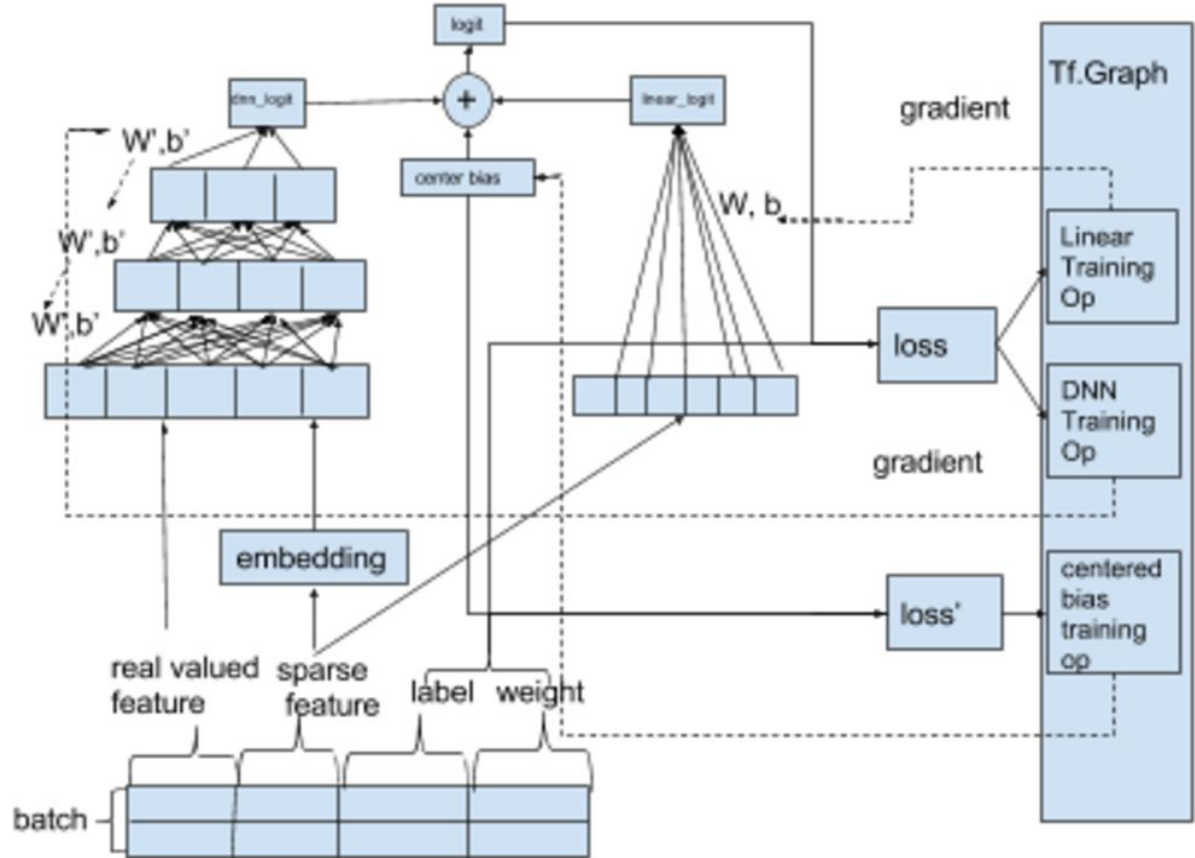 logit
Tf.Graph
dnn_logit
+
linear_logit
gradient
W',b'
center bias
W, b
W',b'
Linear
Training
Op
W',b'
loss
DNN
Training
Op
gradient
embedding
centered
bias
training
op
loss'
real valued
feature
sparse
feature
label
weight
batch